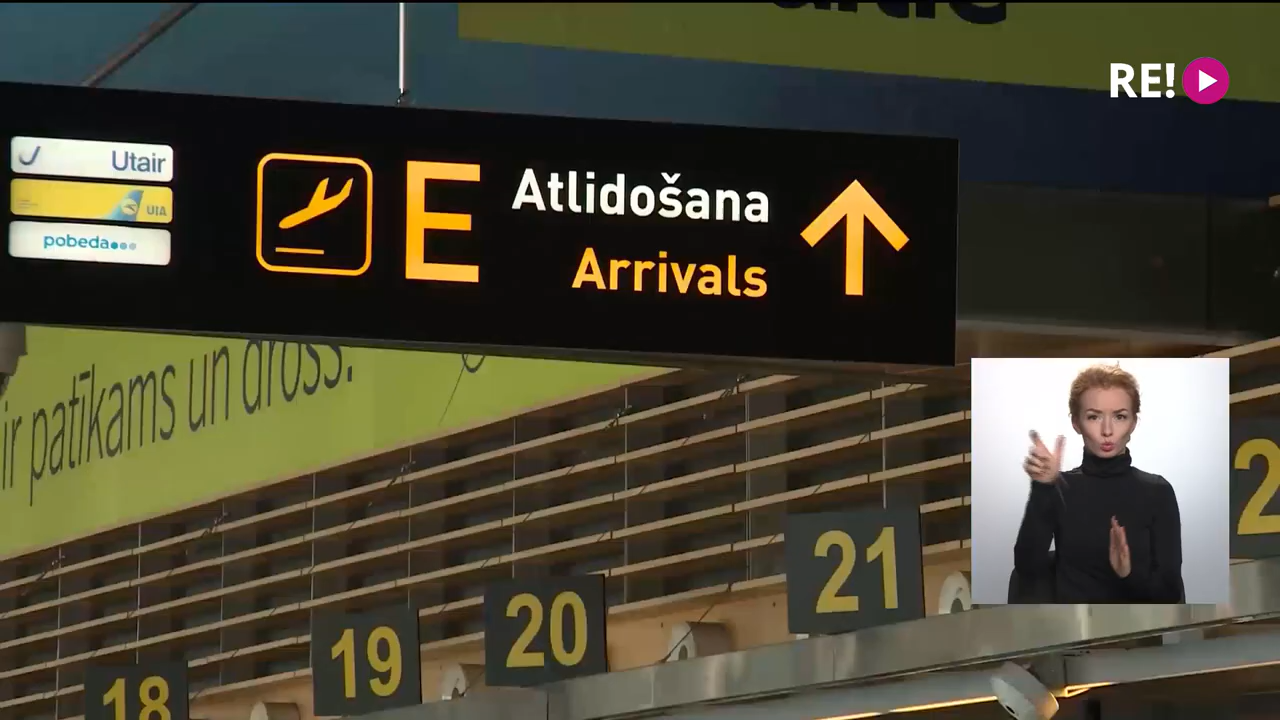 RE!
Utair
UIA
pobeda
E
Atlidošana
Arrivals
ir patīkams un drošs.
21
20
19
18
2